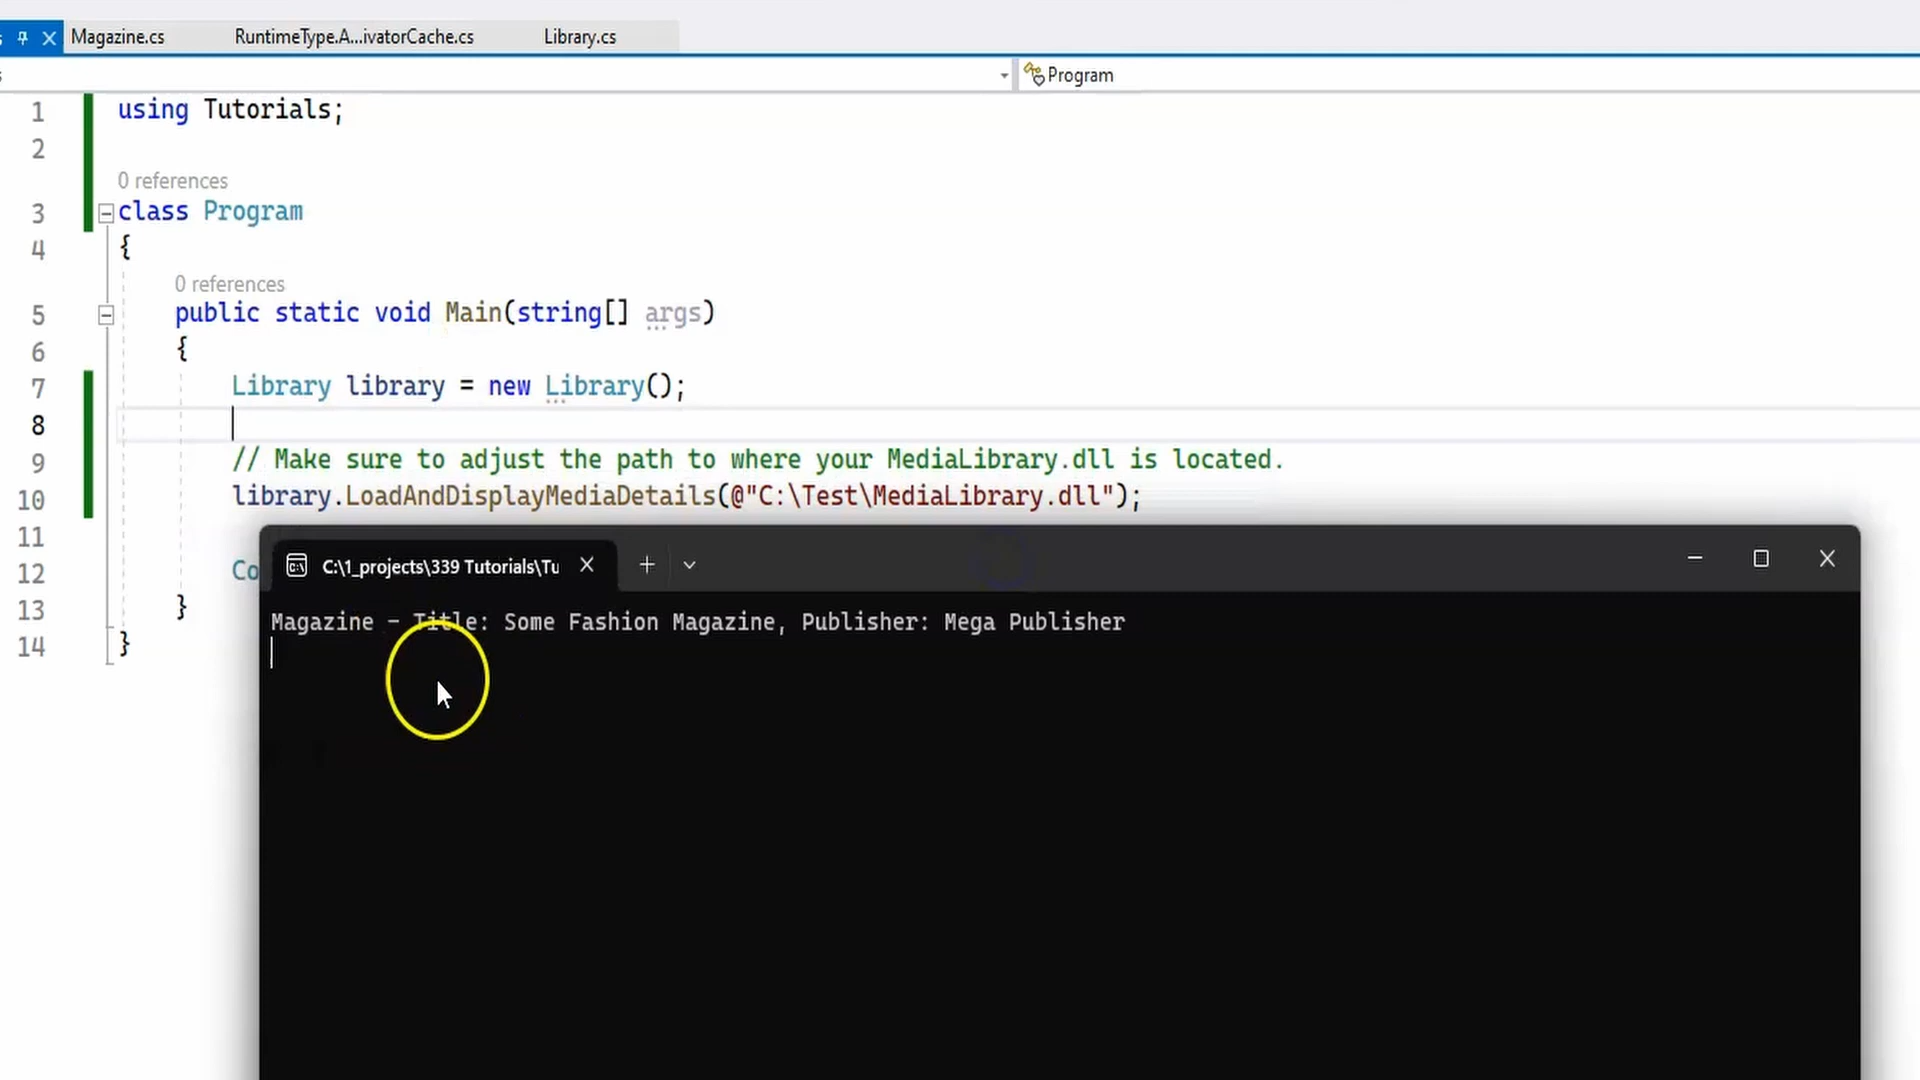 Magazine.cs RuntimeType.A...ivatorCache.cs Library.cs
Program
1 using Tutorials;
2
0 references
3 class Program
4 {
0 references
5 public static void Main(string[] args)
6 {
7 Library library = new Library();
8
9 // Make sure to adjust the path to where your MediaLibrary.dll is located.
10 library.LoadAndDisplayMediaDetails(@"C:\Test\MediaLibrary.dll");
11
12 Co
13 }
14 }
C:\1_projects\339 Tutorials\Tu
Magazine - Title: Some Fashion Magazine, Publisher: Mega Publisher